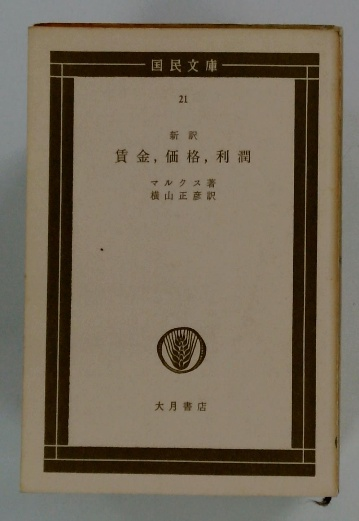 国民文庫
21
新訳
賃金, 価格, 利潤
マルクス著
横山正彦訳
大月書店